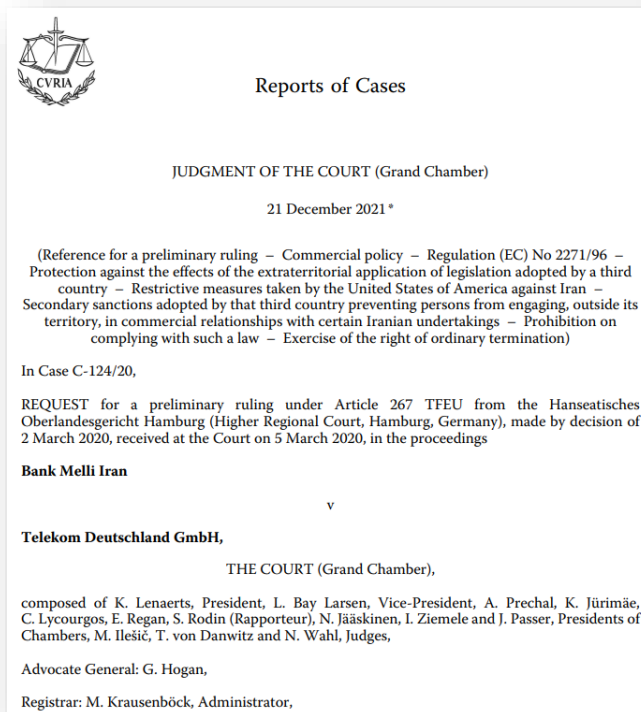 CVRIA
Reports of Cases
JUDGMENT OF THE COURT (Grand Chamber)
21 December 2021 *
(Reference for a preliminary ruling – Commercial policy – Regulation (EC) No 2271/96 –
Protection against the effects of the extraterritorial application of legislation adopted by a third
country – Restrictive measures taken by the United States of America against Iran –
Secondary sanctions adopted by that third country preventing persons from engaging, outside its
territory, in commercial relationships with certain Iranian undertakings – Prohibition on
complying with such a law – Exercise of the right of ordinary termination)
In Case C-124/20,
REQUEST for a preliminary ruling under Article 267 TFEU from the Hanseatisches
Oberlandesgericht Hamburg (Higher Regional Court, Hamburg, Germany), made by decision of
2 March 2020, received at the Court on 5 March 2020, in the proceedings
Bank Melli Iran
v
Telekom Deutschland GmbH,
THE COURT (Grand Chamber),
composed of K. Lenaerts, President, L. Bay Larsen, Vice-President, A. Prechal, K. Jürimäe,
C. Lycourgos, E. Regan, S. Rodin (Rapporteur), N. Jääskinen, I. Ziemele and J. Passer, Presidents of
Chambers, M. Ilešič, T. von Danwitz and N. Wahl, Judges,
Advocate General: G. Hogan,
Registrar: M. Krausenböck, Administrator,